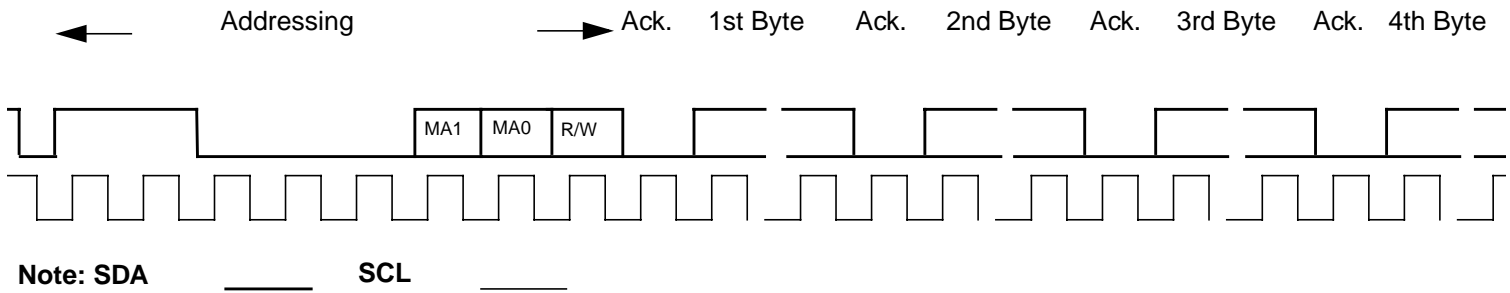 Addressing Ack. 1st Byte Ack. 2nd Byte Ack. 3rd Byte Ack. 4th Byte
MA1 MA0 R/W
Note: SDA SCL